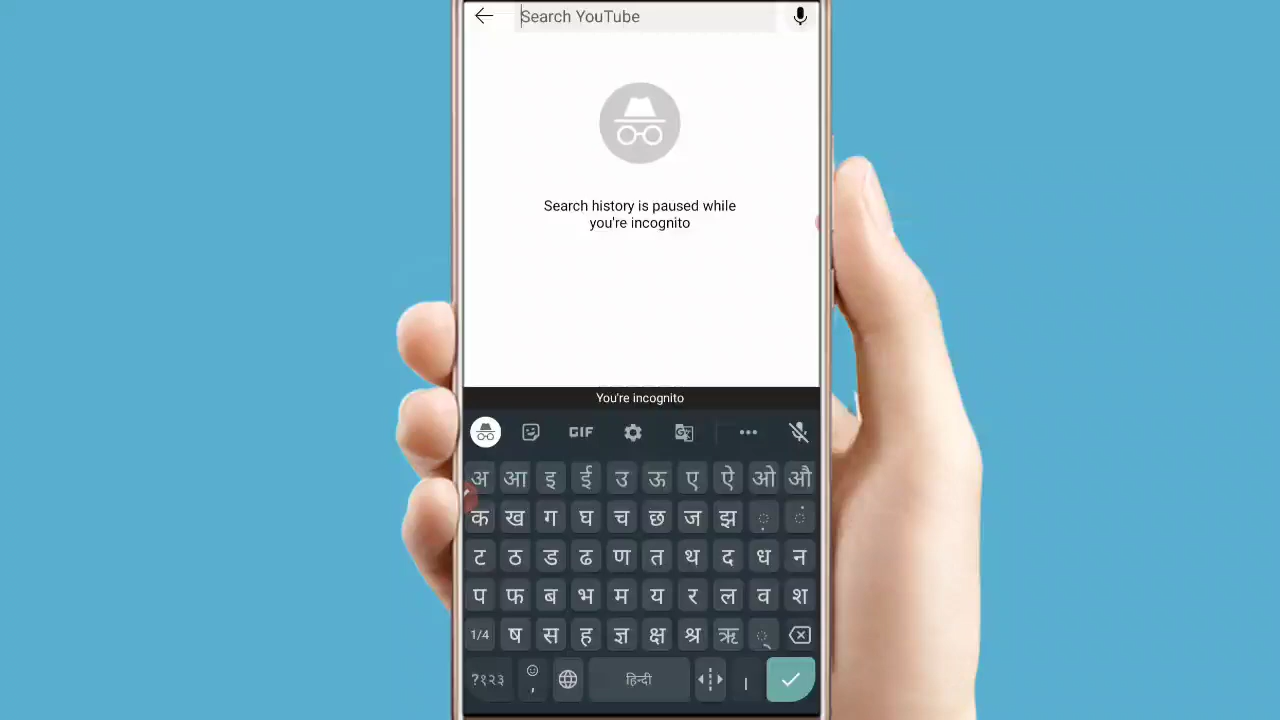 Search YouTube
Search history is paused while
you're incognito
You're incognito
GIF
अ आ इ ई उ ऊ ए ऐ ओ औ
क ख ग घ च छ ज झ ़ ं
ट ठ ड ढ ण त थ द ध न
प फ ब भ म य र ल व श
1/4 ष स ह ज्ञ क्ष श्र ऋ ्
?१२३ , हिन्दी ।